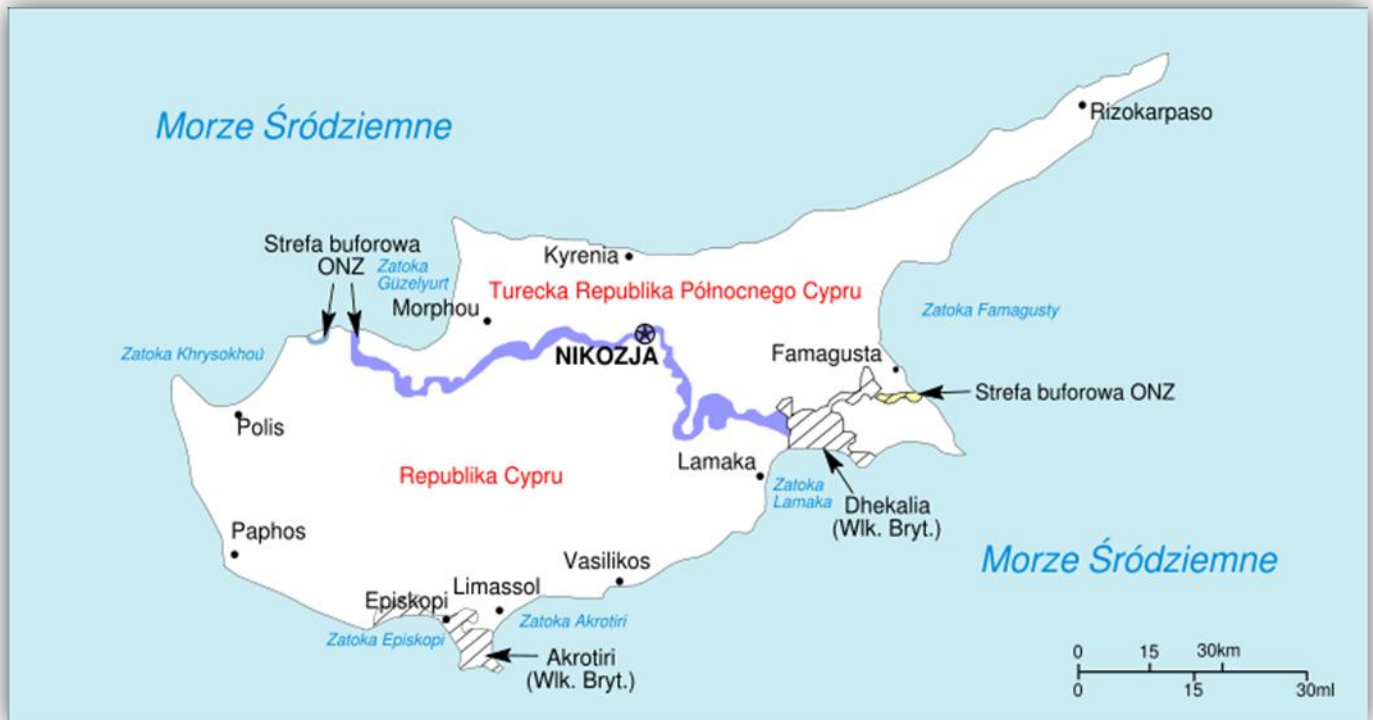 Morze Śródziemne
Rizokarpaso
Strefa buforowa
ONZ
Zatoka
Güzelyurt
Kyrenia
Turecka Republika Północnego Cypru
Morphou
Zatoka Famagusty
Zatoka Khrysokhoú
NIKOZJA
Famagusta
Strefa buforowa ONZ
Polis
Republika Cypru
Lamaka
Zatoka
Lamaka
Dhekalia
(Wlk. Bryt.)
Paphos
Vasilikos
Morze Śródziemne
Episkopi
Limassol
Zatoka Episkopi
Zatoka Akrotiri
Akrotiri
(Wlk. Bryt.)
0 15 30km
0 15 30ml